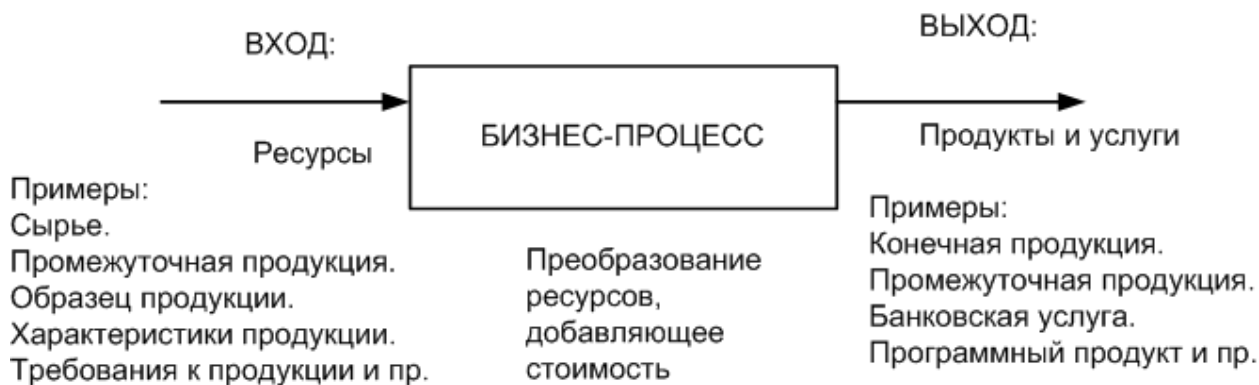 ВХОД:
Ресурсы
Примеры:
Сырье.
Промежуточная продукция.
Образец продукции.
Характеристики продукции.
Требования к продукции и пр.
БИЗНЕС-ПРОЦЕСС
Преобразование
ресурсов,
добавляющее
стоимость
ВЫХОД:
Продукты и услуги
Примеры:
Конечная продукция.
Промежуточная продукция.
Банковская услуга.
Программный продукт и пр.